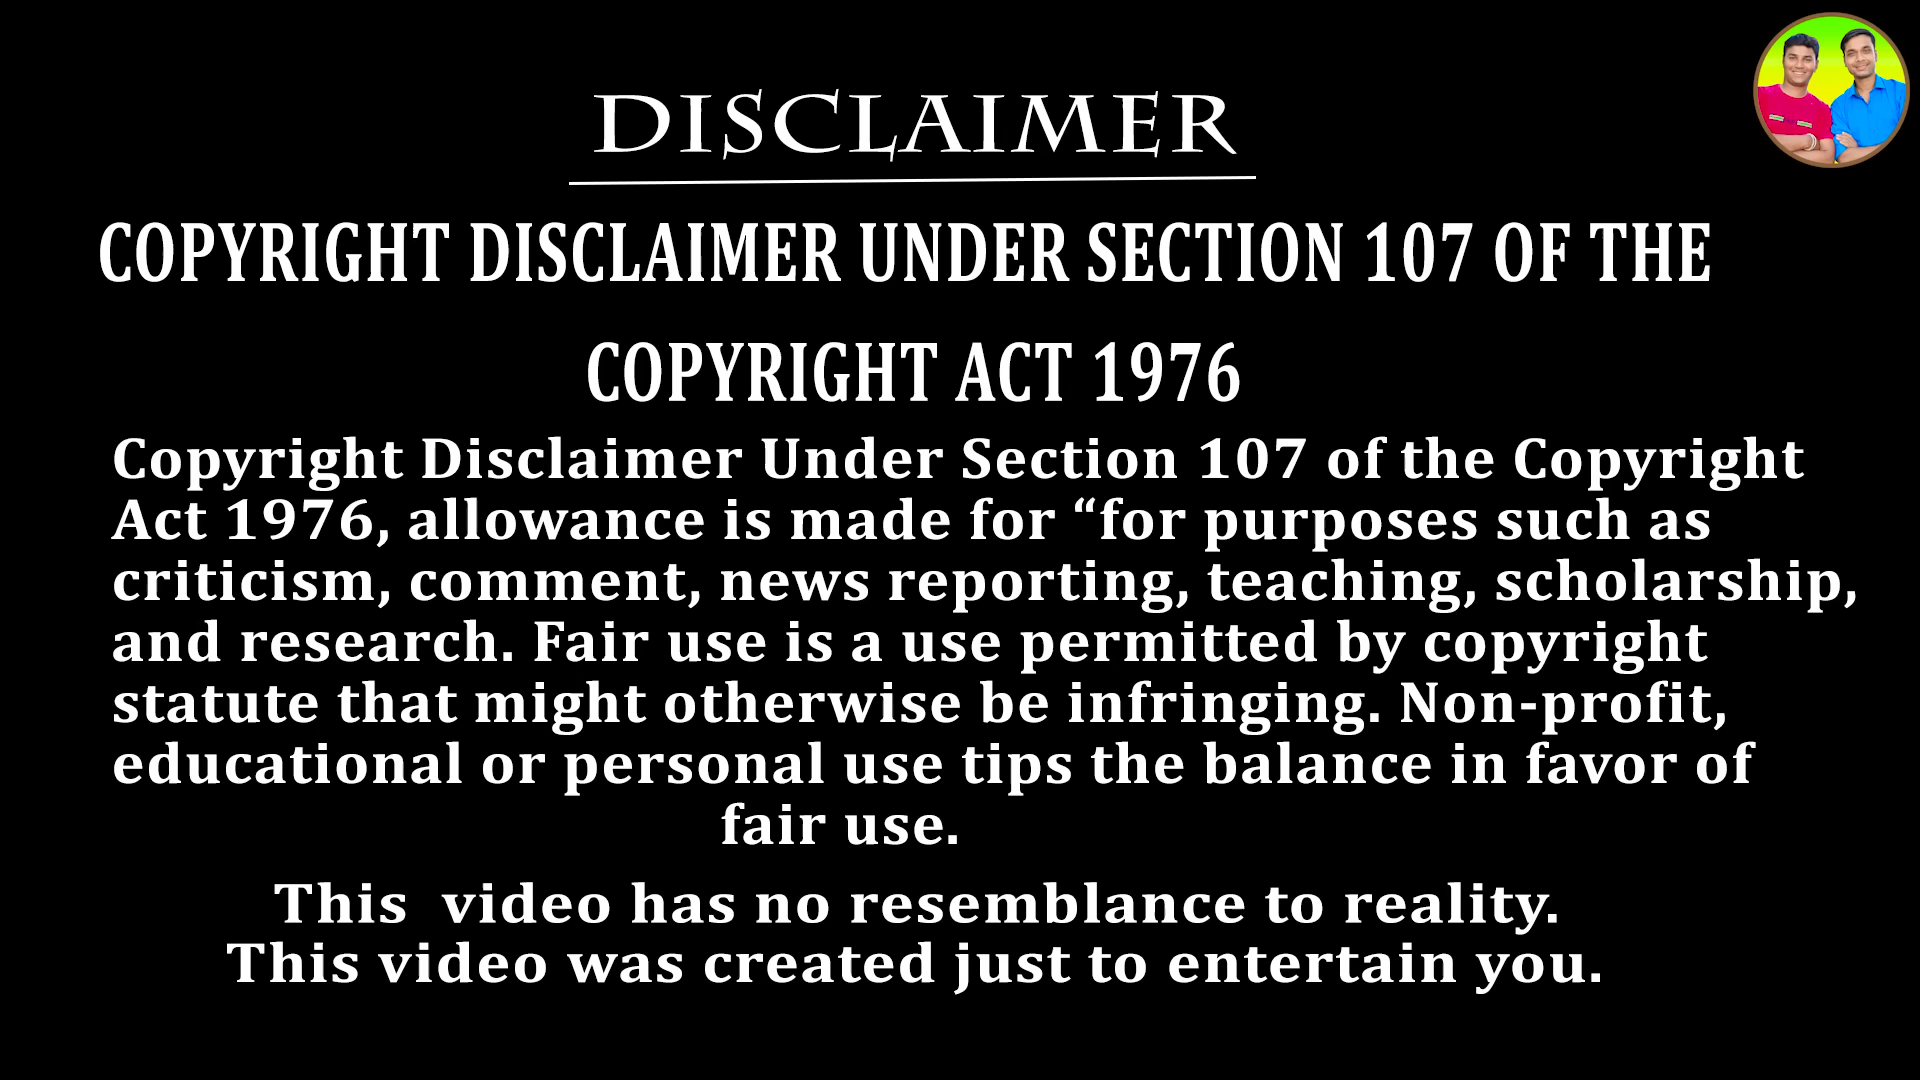 DISCLAIMER
COPYRIGHT DISCLAIMER UNDER SECTION 107 OF THE
COPYRIGHT ACT 1976
Copyright Disclaimer Under Section 107 of the Copyright
Act 1976, allowance is made for “for purposes such as
criticism, comment, news reporting, teaching, scholarship,
and research. Fair use is a use permitted by copyright
statute that might otherwise be infringing. Non-profit,
educational or personal use tips the balance in favor of
fair use.
This  video has no resemblance to reality.
This video was created just to entertain you.